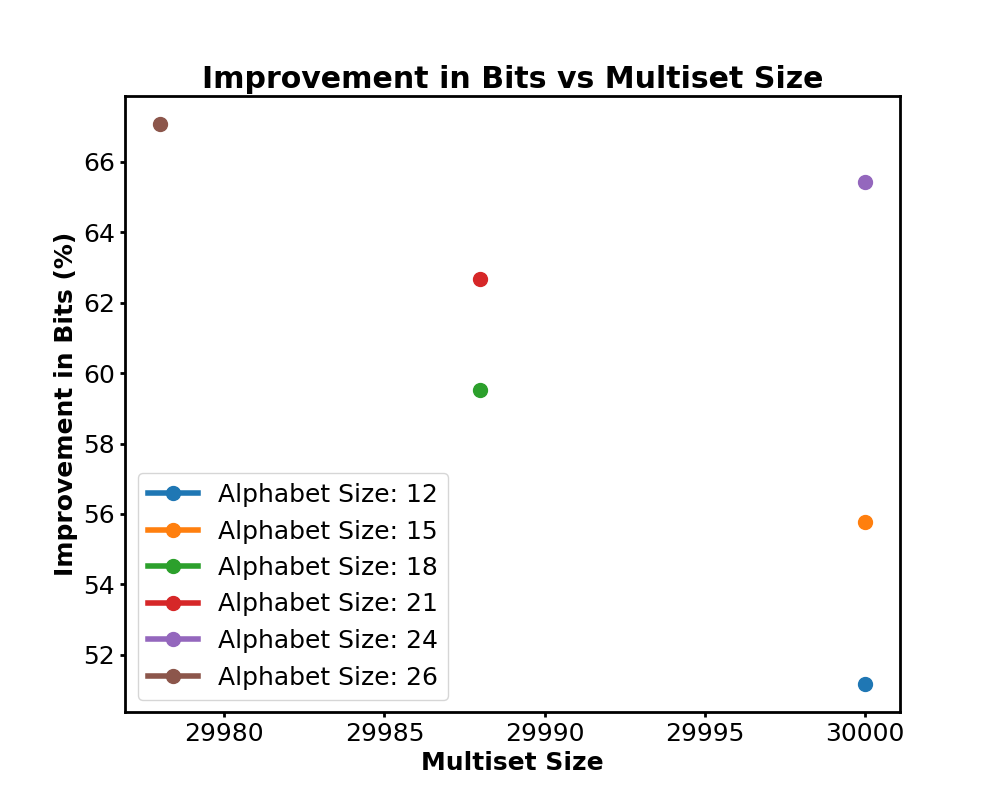 Improvement in Bits vs Multiset Size
Improvement in Bits (%)
66
64
62
60
58
56
54
52
Alphabet Size: 12
Alphabet Size: 15
Alphabet Size: 18
Alphabet Size: 21
Alphabet Size: 24
Alphabet Size: 26
29980 29985 29990 29995 30000
Multiset Size